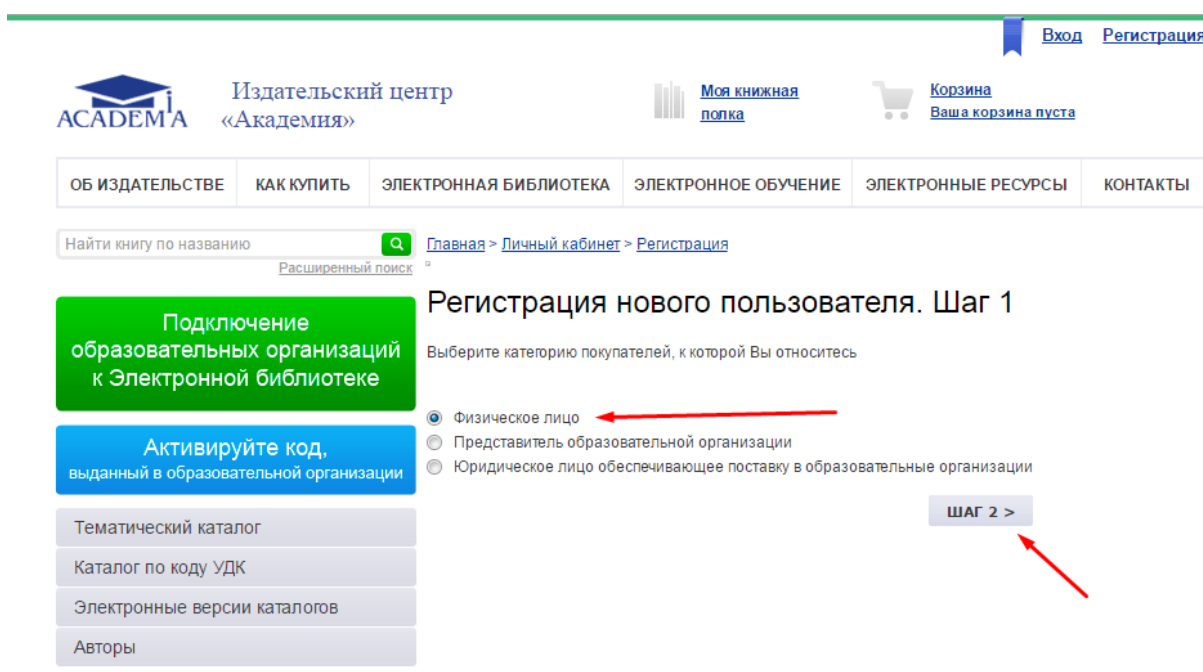 Вход Регистрация
ACADEMiA
Издательский центр
«Академия»
Моя книжная
полка
Корзина
Ваша корзина пуста
ОБ ИЗДАТЕЛЬСТВЕ КАК КУПИТЬ ЭЛЕКТРОННАЯ БИБЛИОТЕКА ЭЛЕКТРОННОЕ ОБУЧЕНИЕ ЭЛЕКТРОННЫЕ РЕСУРСЫ КОНТАКТЫ
Найти книгу по названию
Расширенный поиск
Подключение
образовательных организаций
к Электронной библиотеке
Активируйте код,
выданный в образовательной организации
Тематический каталог
Каталог по коду УДК
Электронные версии каталогов
Авторы
Главная > Личный кабинет > Регистрация
Регистрация нового пользователя. Шаг 1
Выберите категорию покупателей, к которой Вы относитесь
Физическое лицо
Представитель образовательной организации
Юридическое лицо обеспечивающее поставку в образовательные организации
ШАГ 2 >